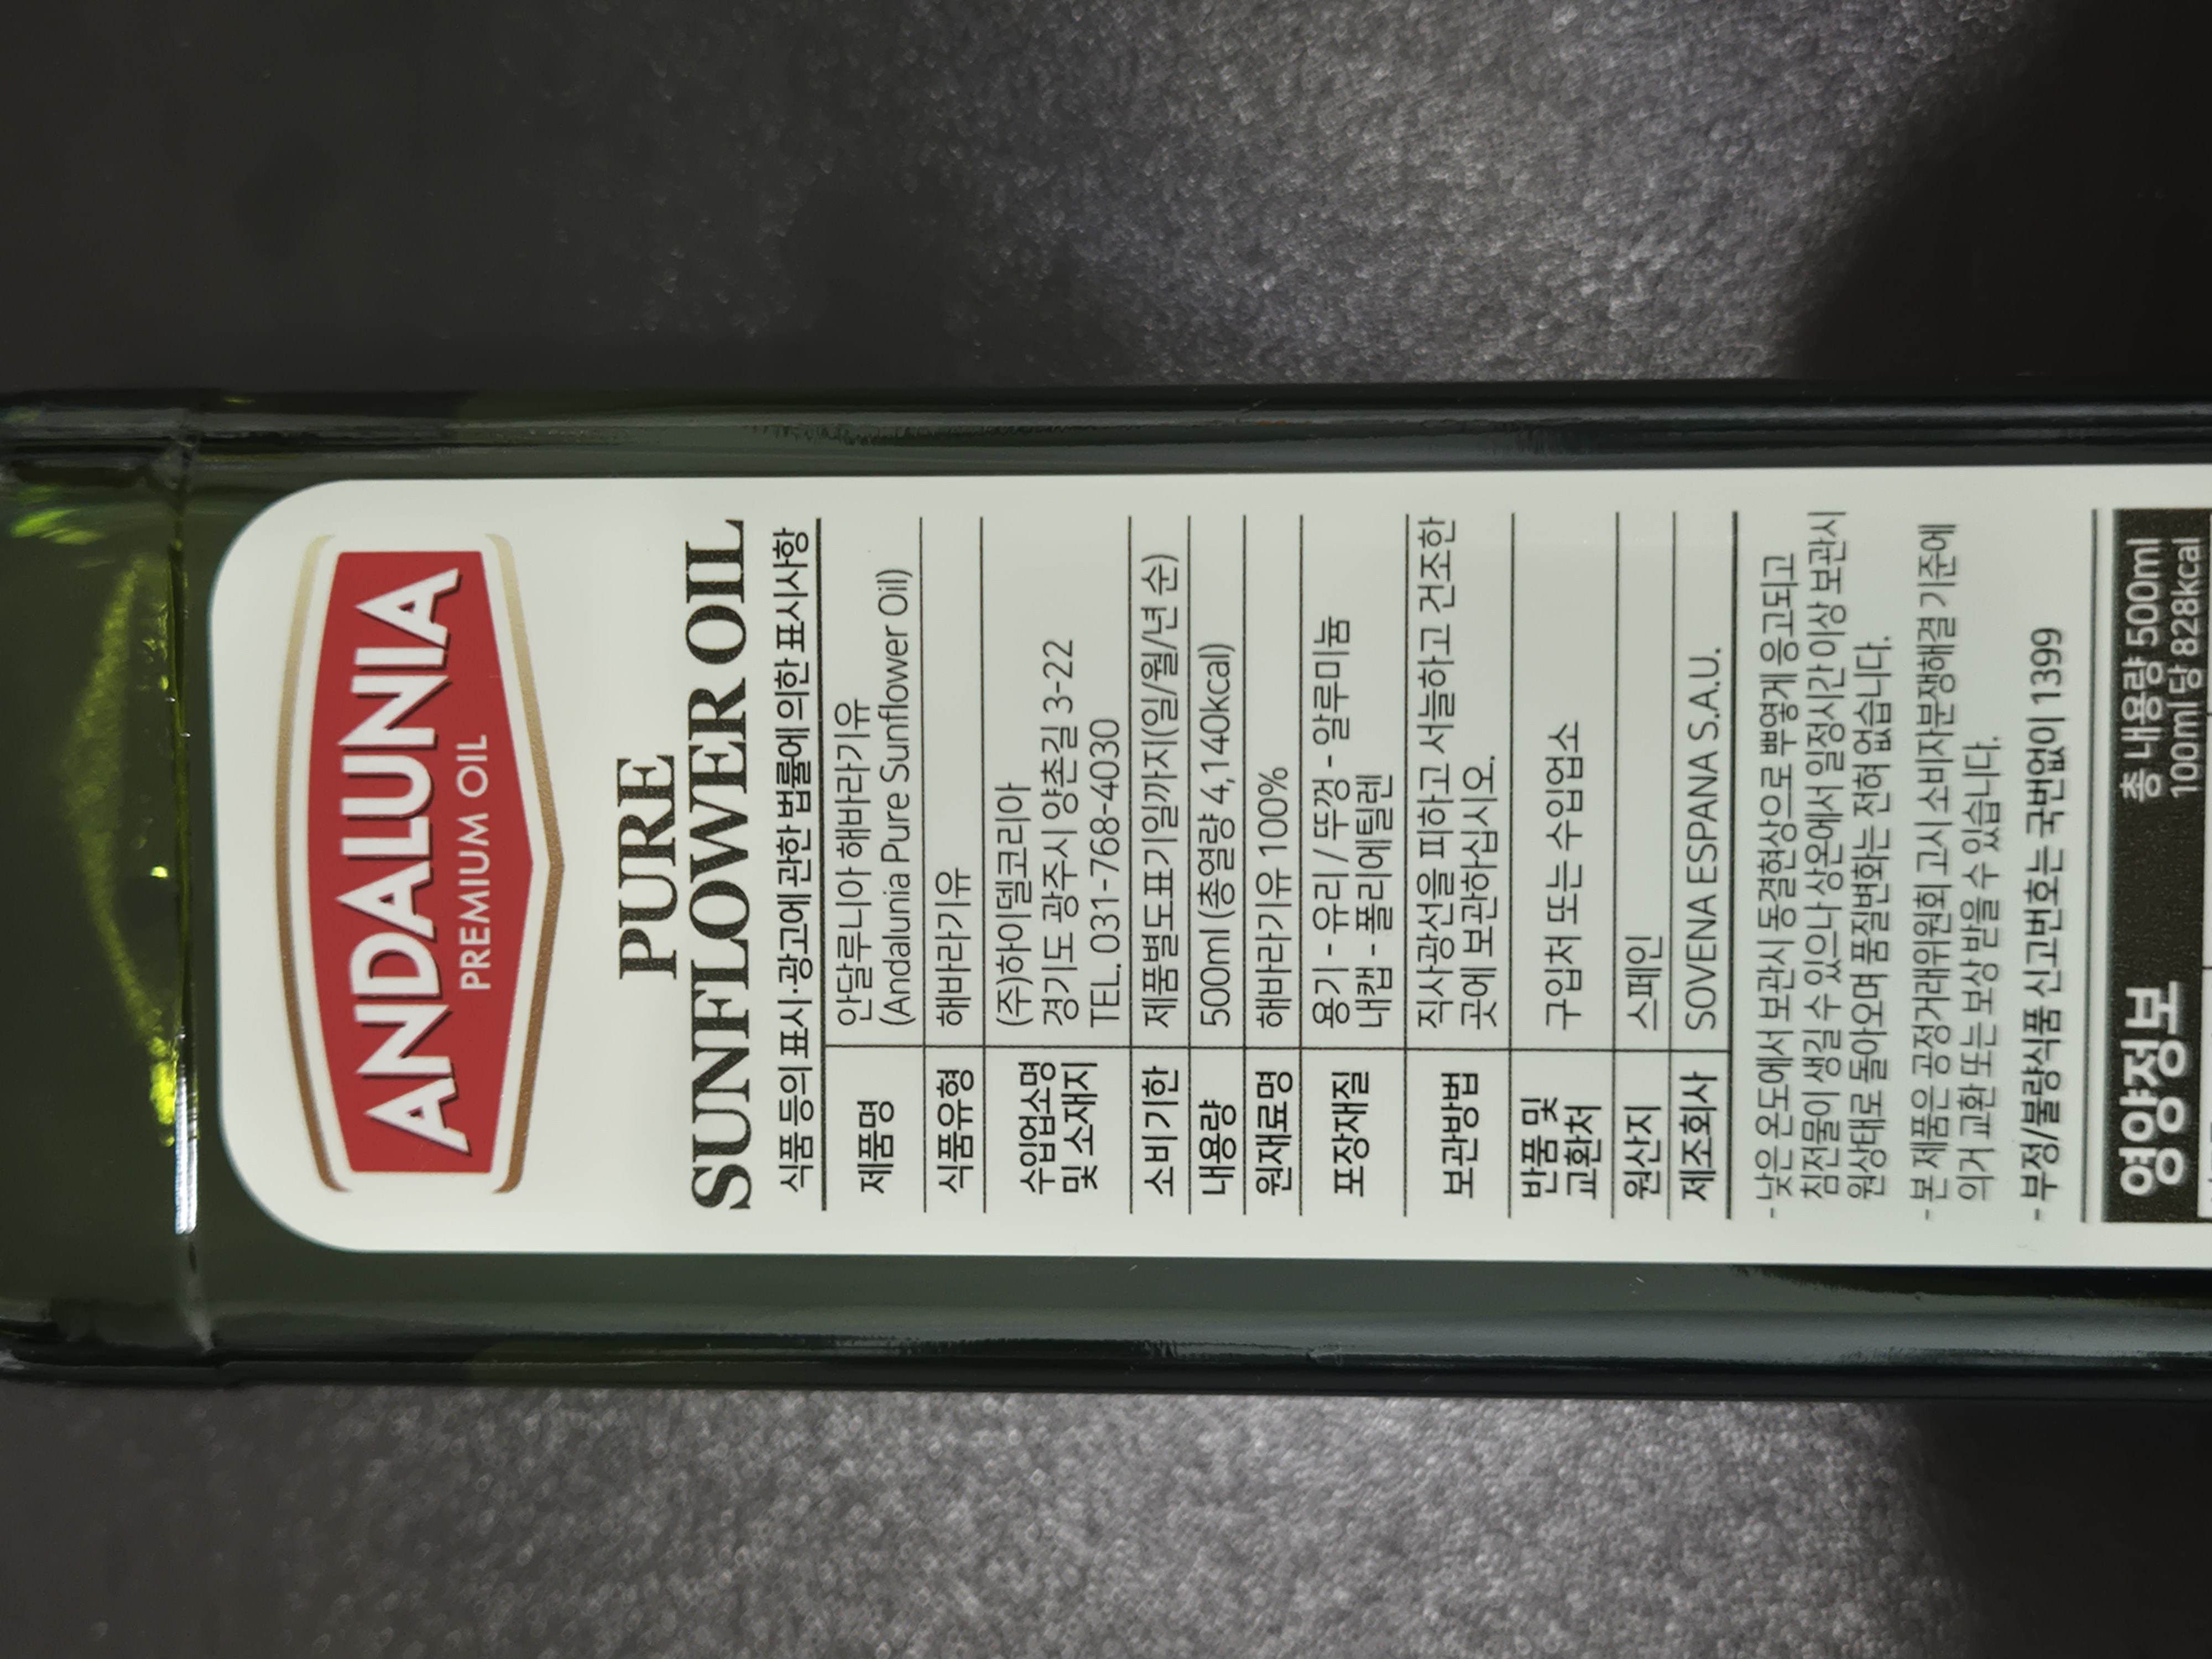 ANDALUNIA
PREMIUM OIL
PURE
SUNFLOWER OIL
식품 등의 표시·광고에 관한 법률에 의한 표시사항
제품명
안달루니아 해바라기유
(Andalunia Pure Sunflower Oil)
식품유형
해바라기유
수입업소명
및 소재지
(주)하이델코리아
경기도 광주시 양촌길 3-22
TEL. 031-768-4030
소비기한
제품별도표기일까지(일/월/년 순)
내용량
500ml (총열량 4,140kcal)
원재료명
해바라기유 100%
포장재질
용기 - 유리 / 뚜껑 - 알루미늄
내캡 - 폴리에틸렌
보관방법
직사광선을 피하고 서늘하고 건조한
곳에 보관하십시오.
반품 및
교환처
구입처 또는 수입업소
원산지
스페인
제조회사
SOVENA ESPANA S.A.U.
- 낮은 온도에서 보관시 동결현상으로 뿌옇게 응고되고
침전물이 생길 수 있으나 상온에서 일정시간 이상 보관시
원상태로 돌아오며 품질변화는 전혀 없습니다.
- 본 제품은 공정거래위원회 고시 소비자분쟁해결 기준에
의거 교환 또는 보상 받을 수 있습니다.
- 부정/불량식품 신고번호는 국번없이 1399
영양정보
총 내용량 500ml
100ml 당 828kcal